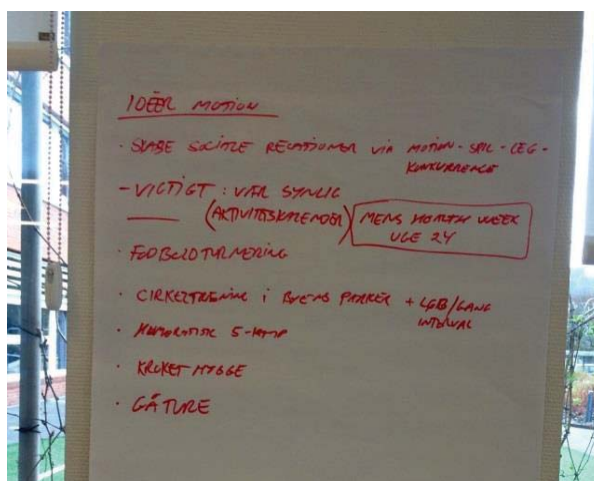 IDÉER MOTION
· SKABE SOCIALE RELATIONER VIA MOTION - SPIL - LEG -
KONKURRENCE
- VIGTIGT : VÆR SYNLIG
(AKTIVITETSKALENDER) MENS HEALTH WEEK
UGE 24
· FODBOLDTURNERING
· CIRKELTRÆNING I BYENS PARKER + LØB/GANG
INTERVAL
· HUMORISTISK 5-KAMP
· KROKET HYGGE
· GÅTURE